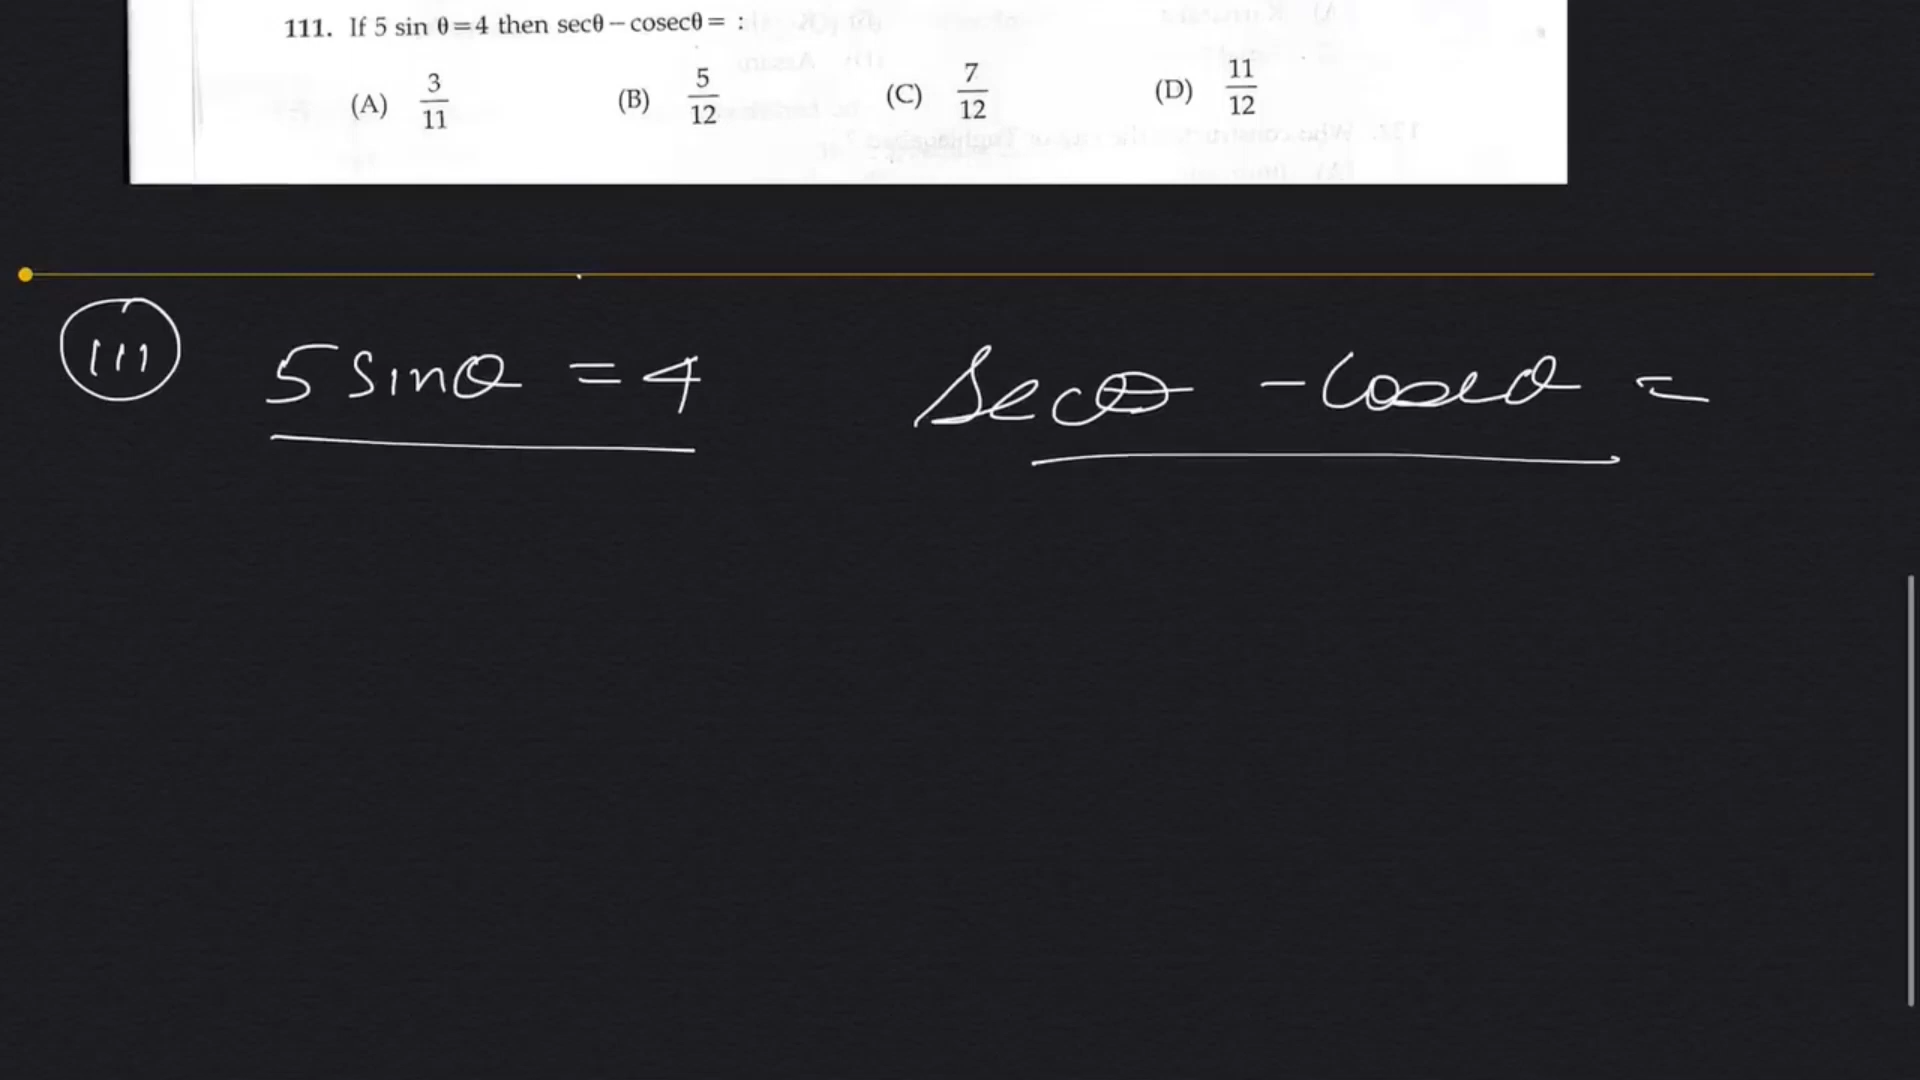 111. If 5 sin θ=4 then secθ−cosecθ= :
(A) 3/11 (B) 5/12 (C) 7/12 (D) 11/12
111 5 sinθ = 4 secθ - cosecθ =